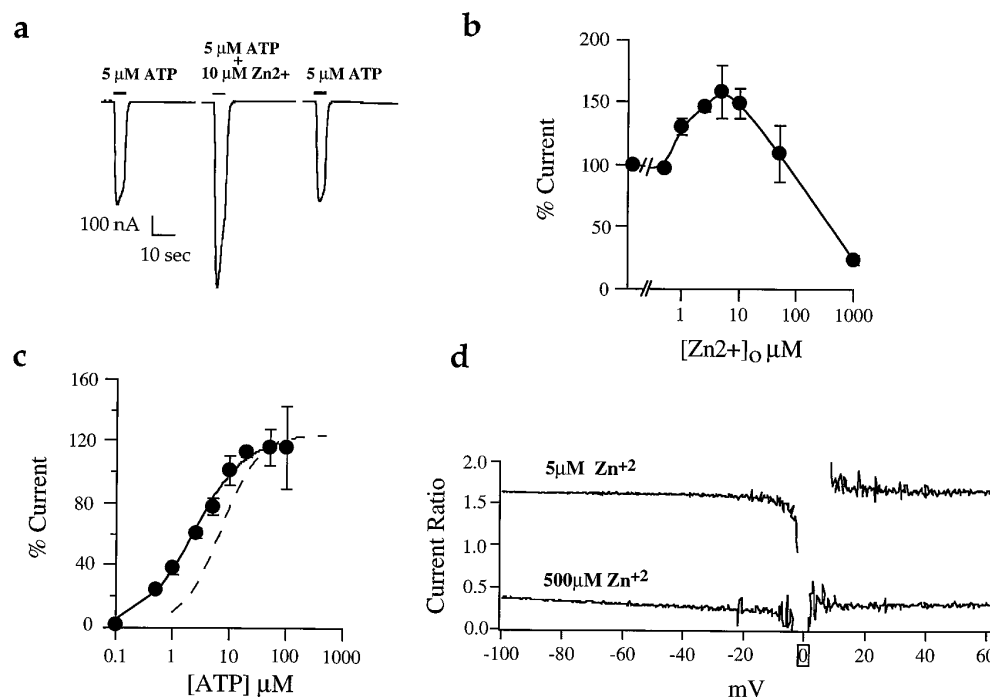 a
5 μM ATP
5 μM ATP
+
10 μM Zn2+
5 μM ATP
100 nA
10 sec
b
% Current
200
150
100
50
0
1
10
100
1000
[Zn2+]o μM
c
% Current
160
120
80
40
0
0.1
1
10
100
1000
[ATP] μM
d
Current Ratio
2.0
1.5
1.0
0.5
0.0
5μM Zn+2
500μM Zn+2
-100
-80
-60
-40
-20
0
20
40
60
mV